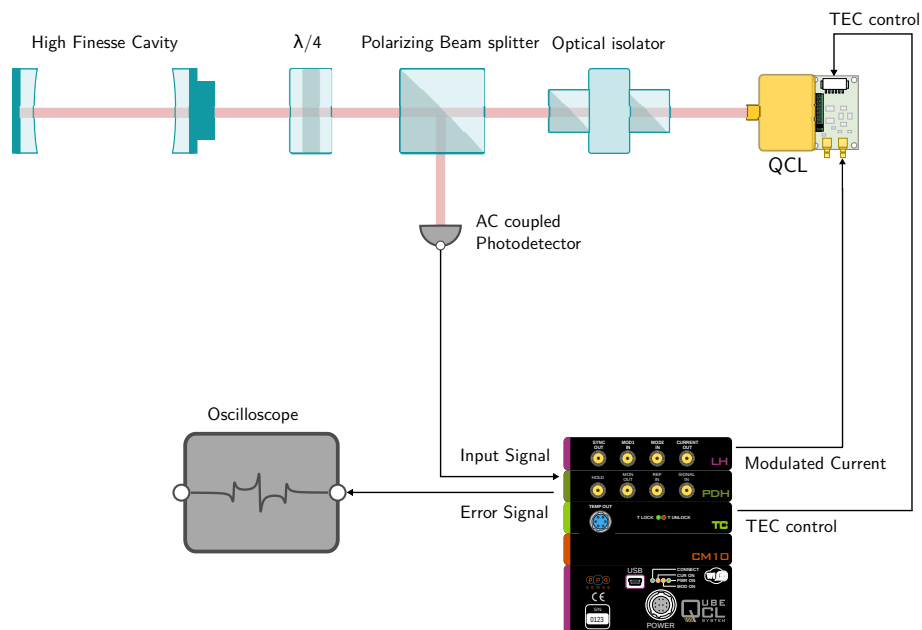 TEC control
High Finesse Cavity
λ/4
Polarizing Beam splitter
Optical isolator
QCL
AC coupled
Photodetector
Oscilloscope
Input Signal
Error Signal
Modulated Current
TEC control
SYNC OUT
MOD1 IN
MOD2 IN
CURRENT OUT
LH
HOLD
MON OUT
REF IN
SIGNAL IN
PDH
TEMP OUT
T LOCK
T UNLOCK
TC
CM10
ppq
SENSE
CE
S/N
0123
USB
CONNECT
CUR ON
PWR ON
MOD ON
POWER
QUBE
QCL
SYSTEM